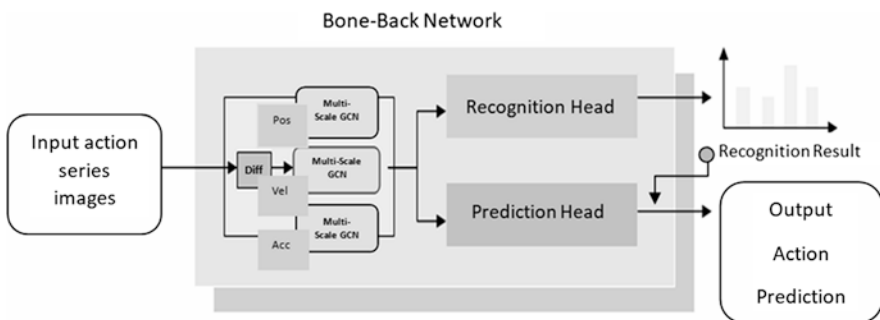 Bone-Back Network
Input action
series
images
Diff
Pos
Vel
Acc
Multi-
Scale GCN
Multi-Scale
GCN
Multi-
Scale GCN
Recognition Head
Prediction Head
Recognition Result
Output
Action
Prediction